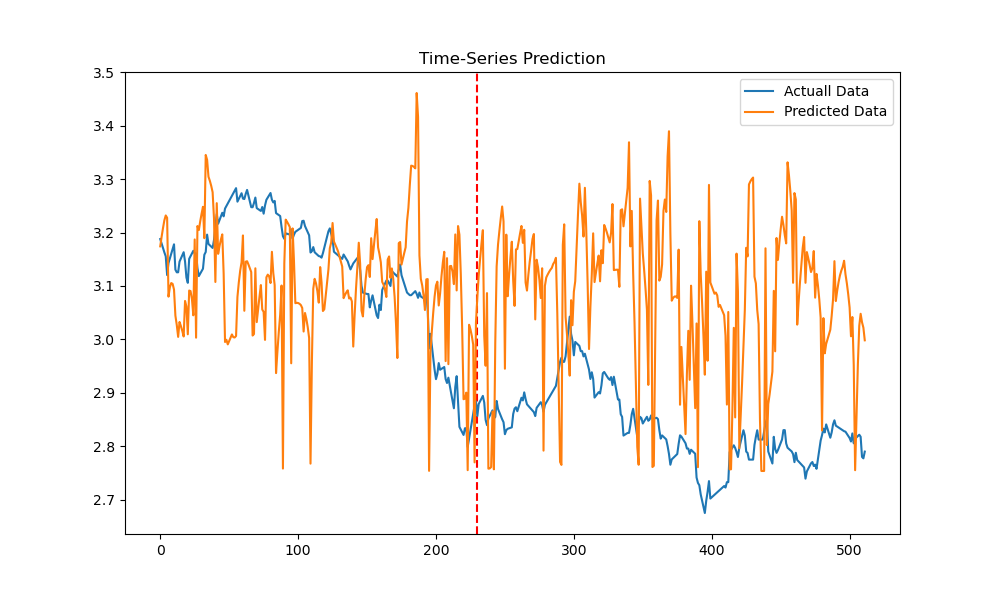 Time-Series Prediction
Actuall Data
Predicted Data
3.5
3.4
3.3
3.2
3.1
3.0
2.9
2.8
2.7
0 100 200 300 400 500